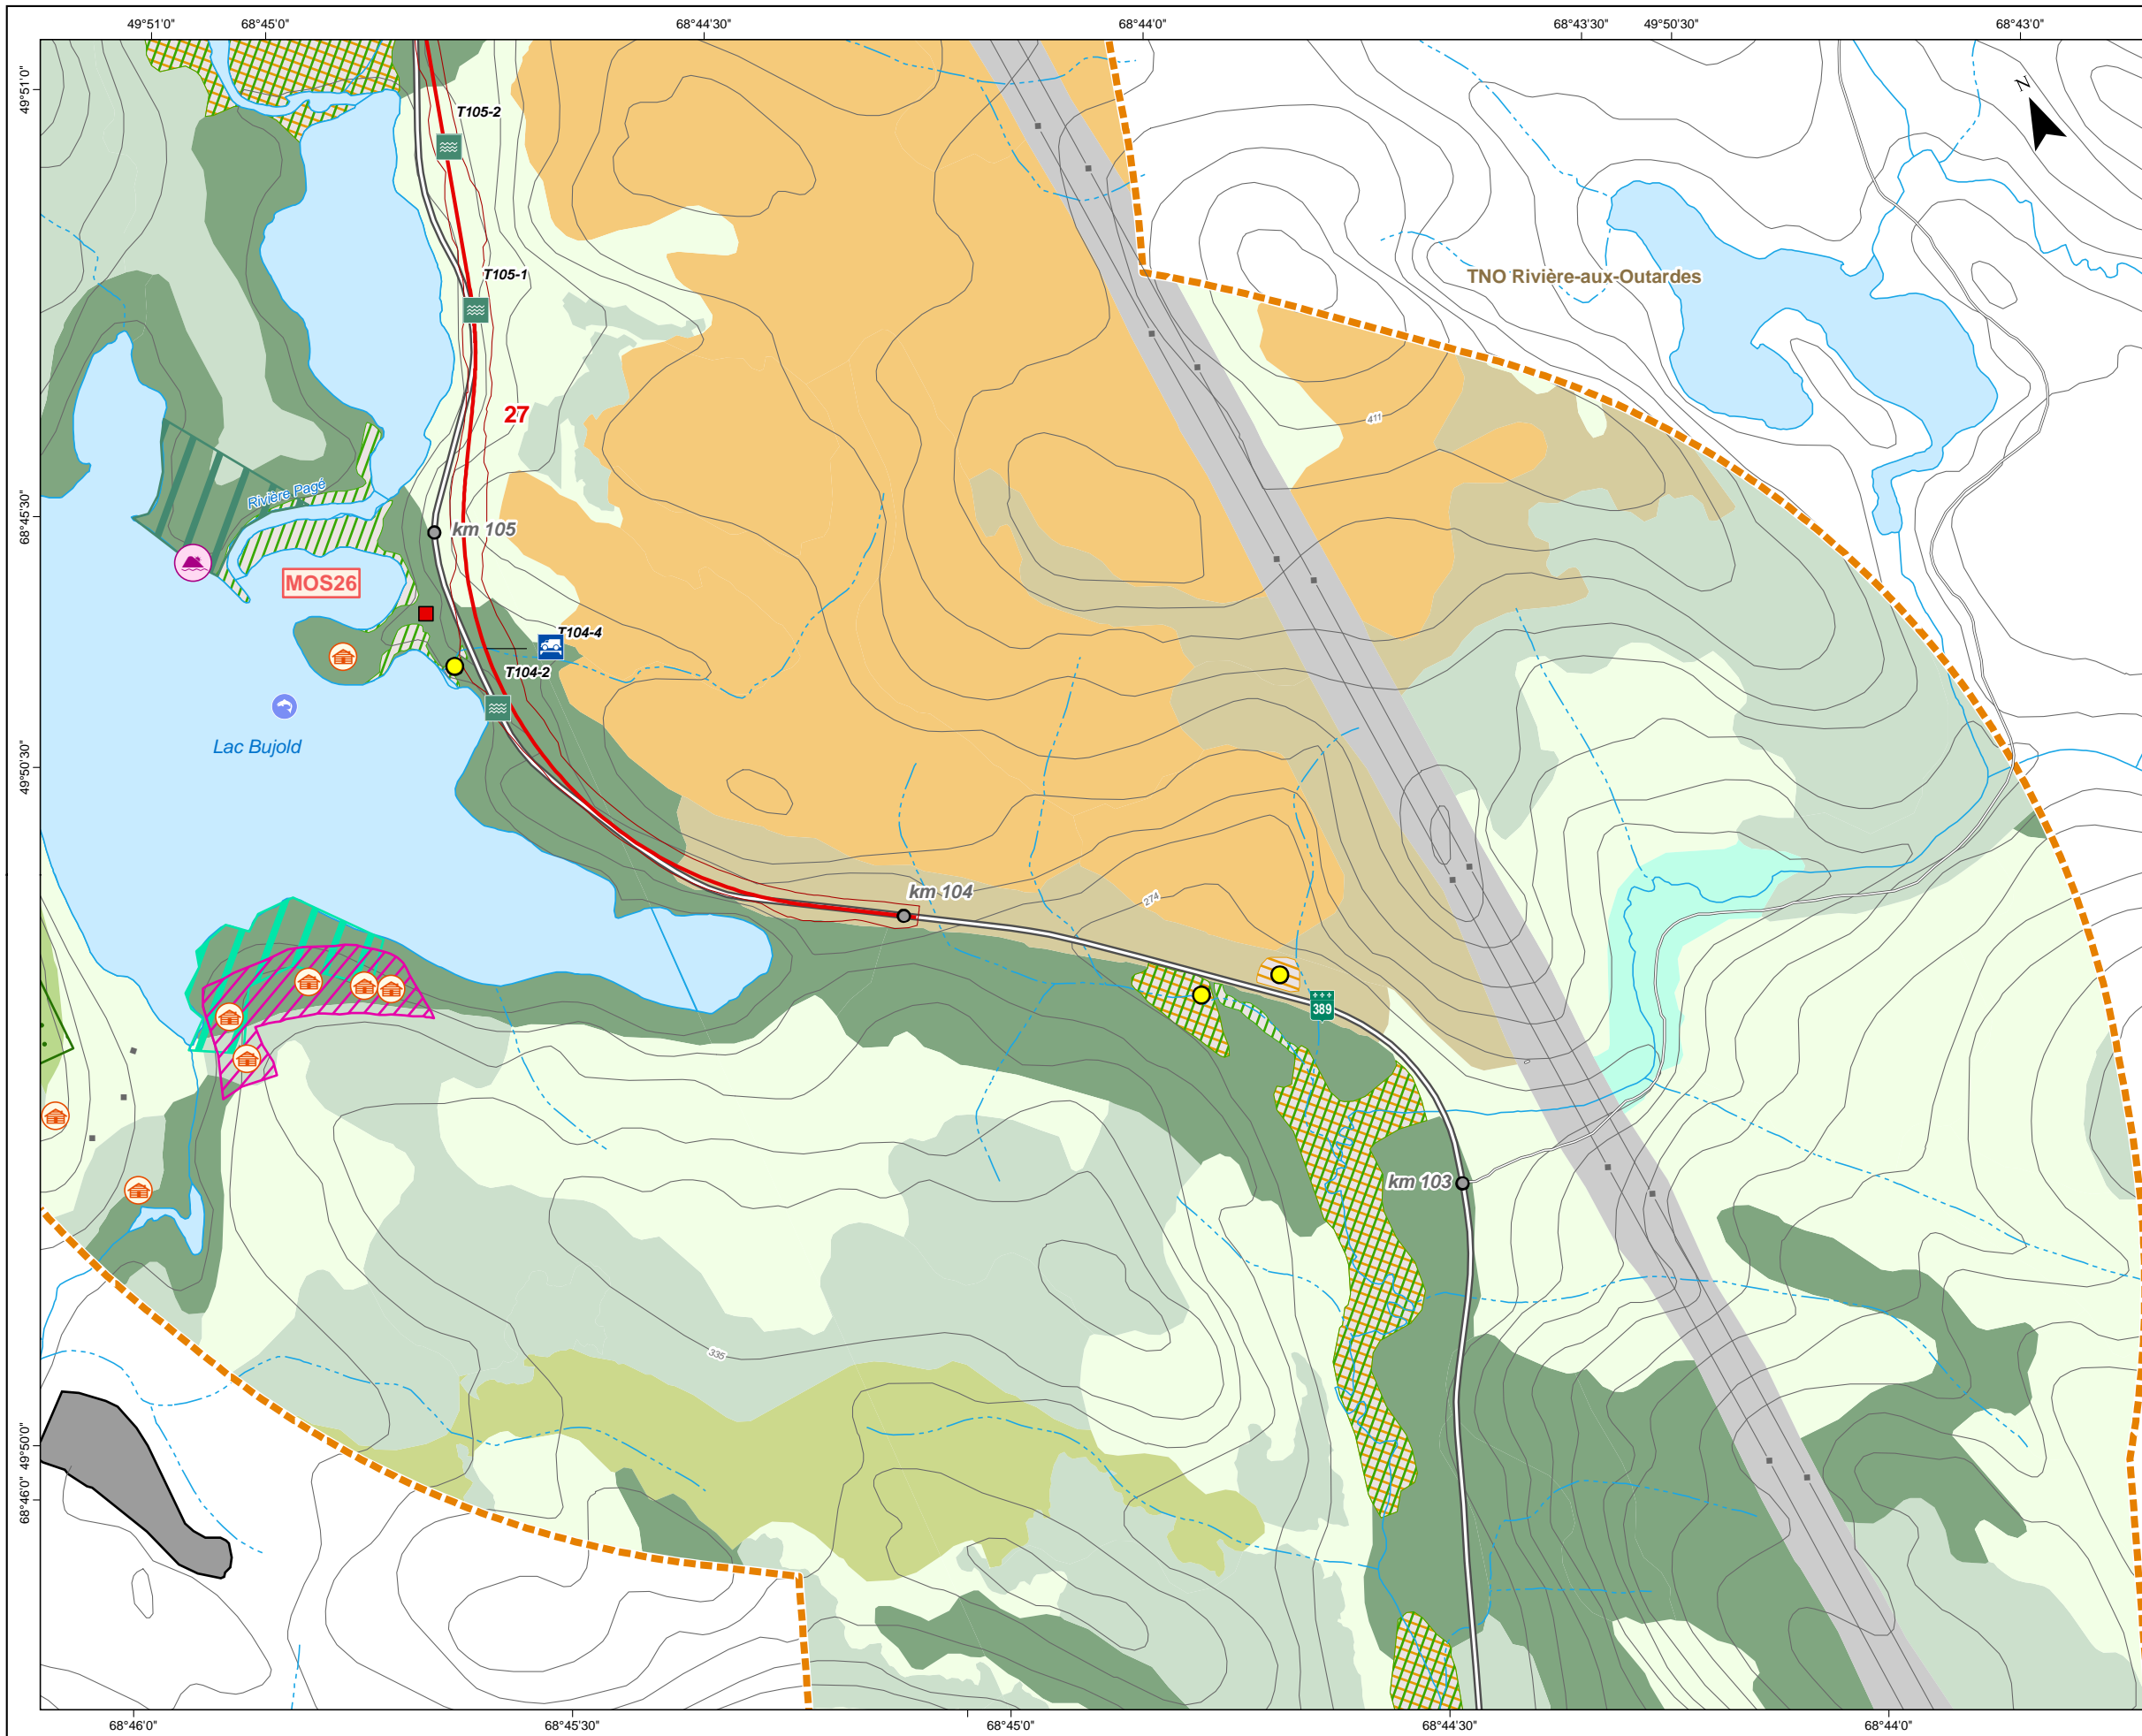 49°51'0" 68°45'0" 68°44'30" 68°44'0" 68°43'30" 49°50'30" 68°43'0"
49°51'0"
N
T105-2
T105-1
TNO Rivière-aux-Outardes
27
411
Rivière Pagé
68°45'30"
km 105
MOS26
T104-4
T104-2
Lac Bujold
49°50'30"
km 104
274
389
km 103
335
49°50'0"
68°46'0"
68°46'0" 68°45'30" 68°45'0" 68°44'30" 68°44'0"